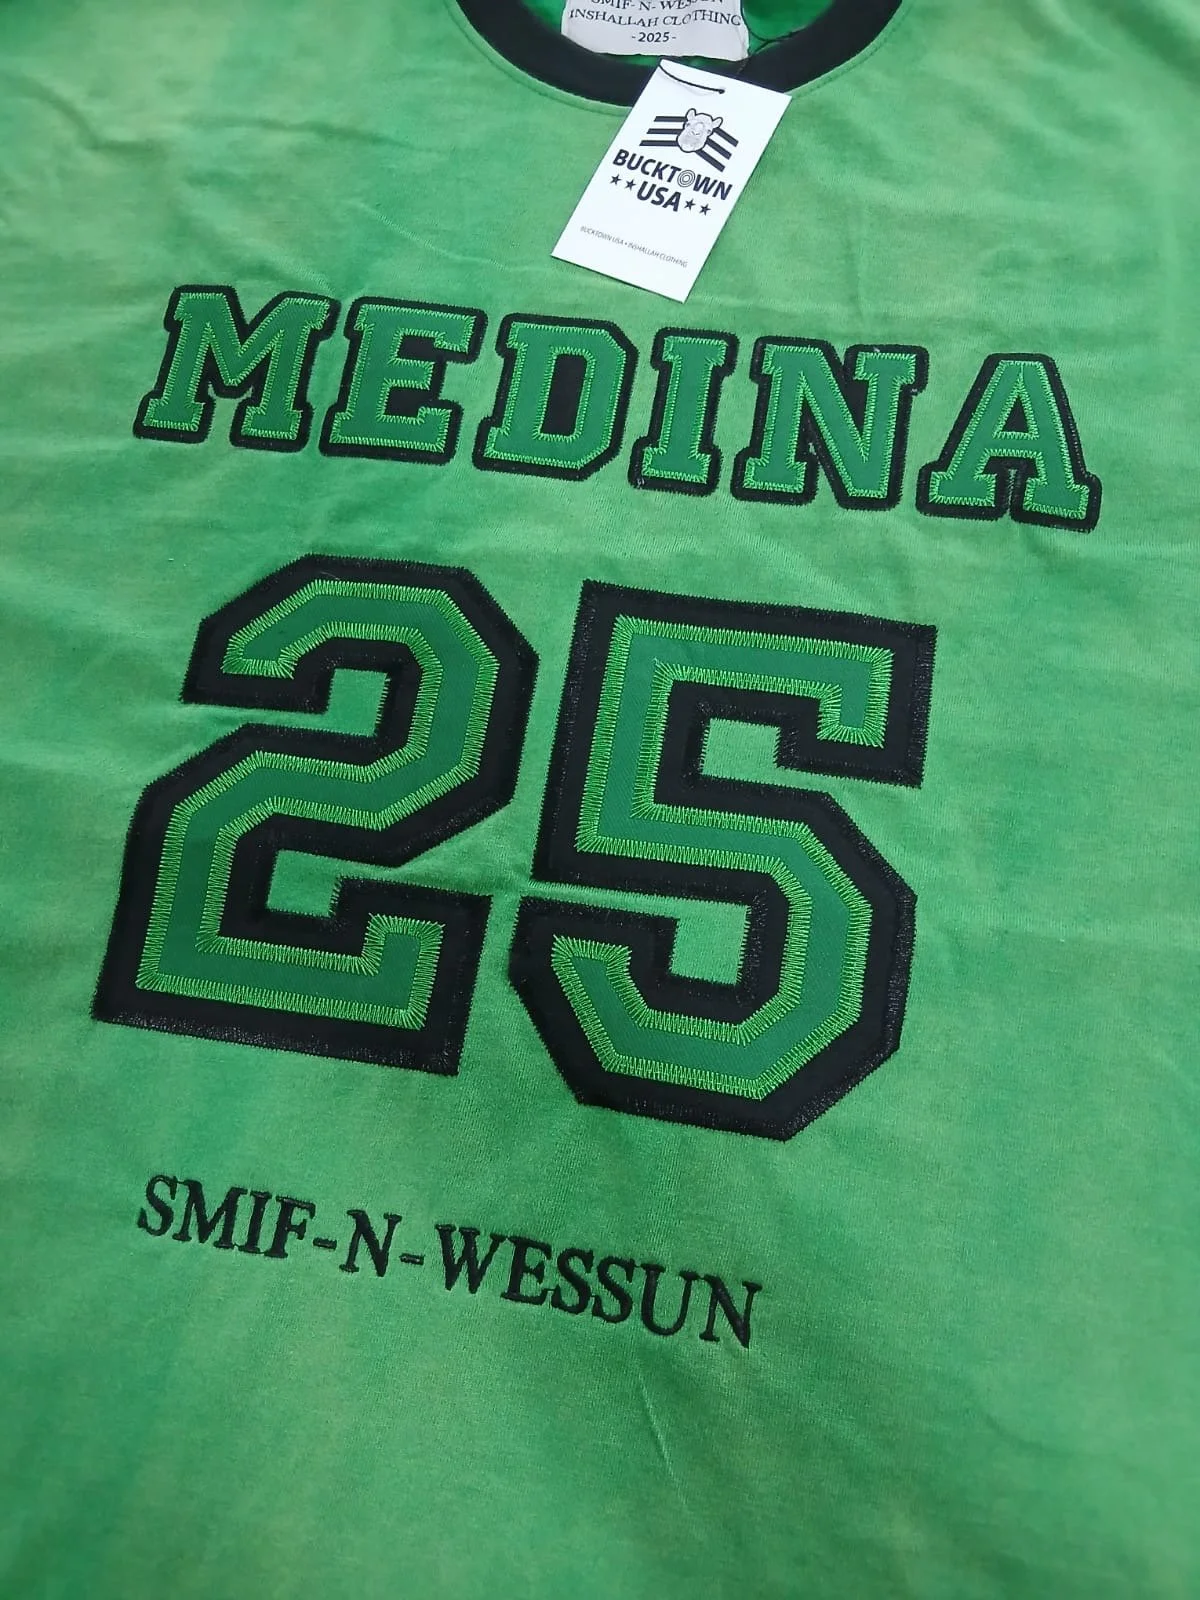 SMIF-N-WESSUN
INSHALLAH CLOTHING
-2025-
BUCKTOWN
★★USA★★
BUCKTOWN USA • INSHALLAH CLOTHING
MEDINA
25
SMIF-N-WESSUN